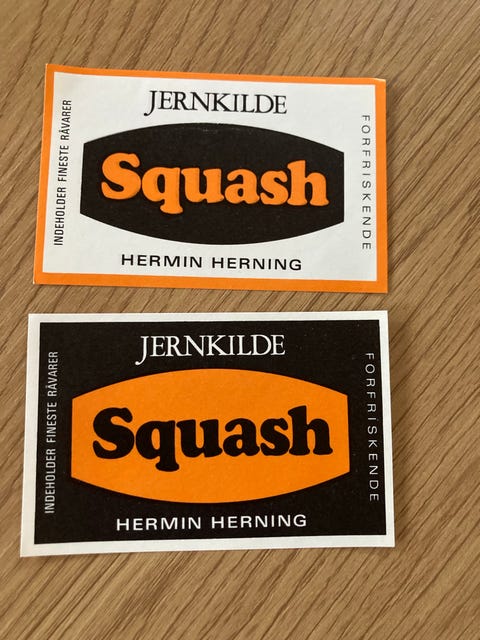 JERNKILDE
INDEHOLDER FINESTE RÅVARER
Squash
FORFRISKENDE
HERMIN HERNING
JERNKILDE
INDEHOLDER FINESTE RÅVARER
Squash
FORFRISKENDE
HERMIN HERNING